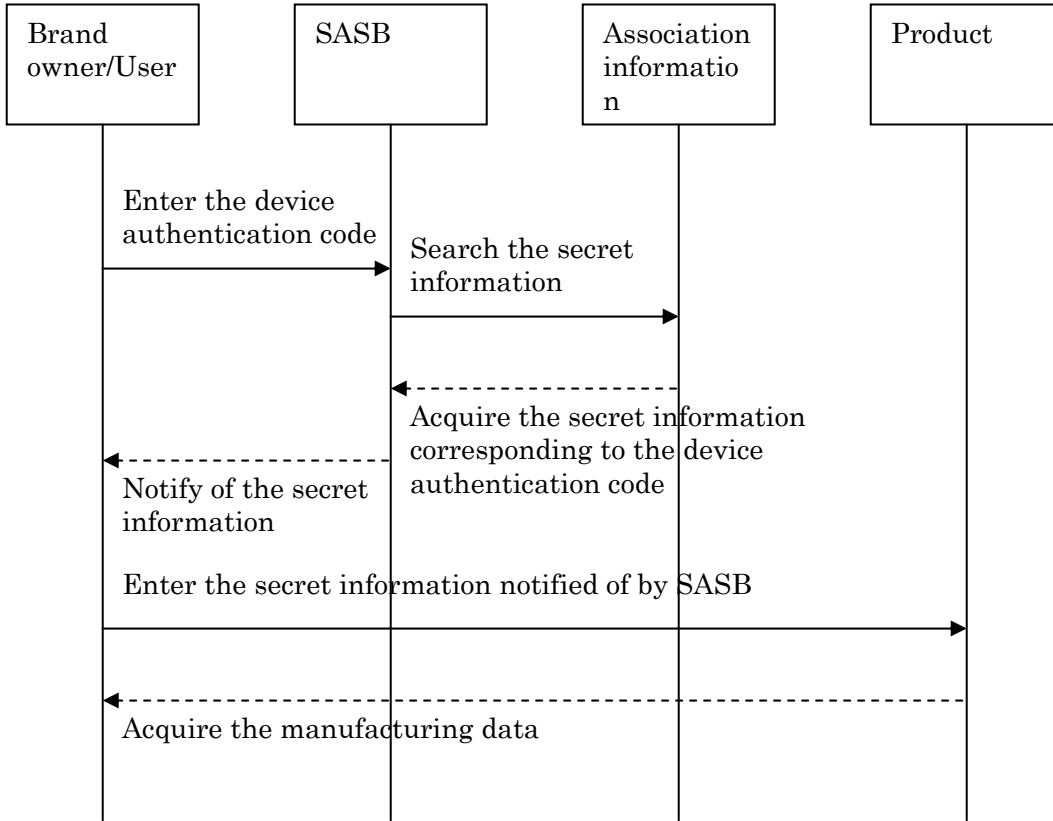 Brand
owner/User
SASB
Association
informatio
n
Product
Enter the device
authentication code
Search the secret
information
Acquire the secret information
corresponding to the device
authentication code
Notify of the secret
information
Enter the secret information notified of by SASB
Acquire the manufacturing data